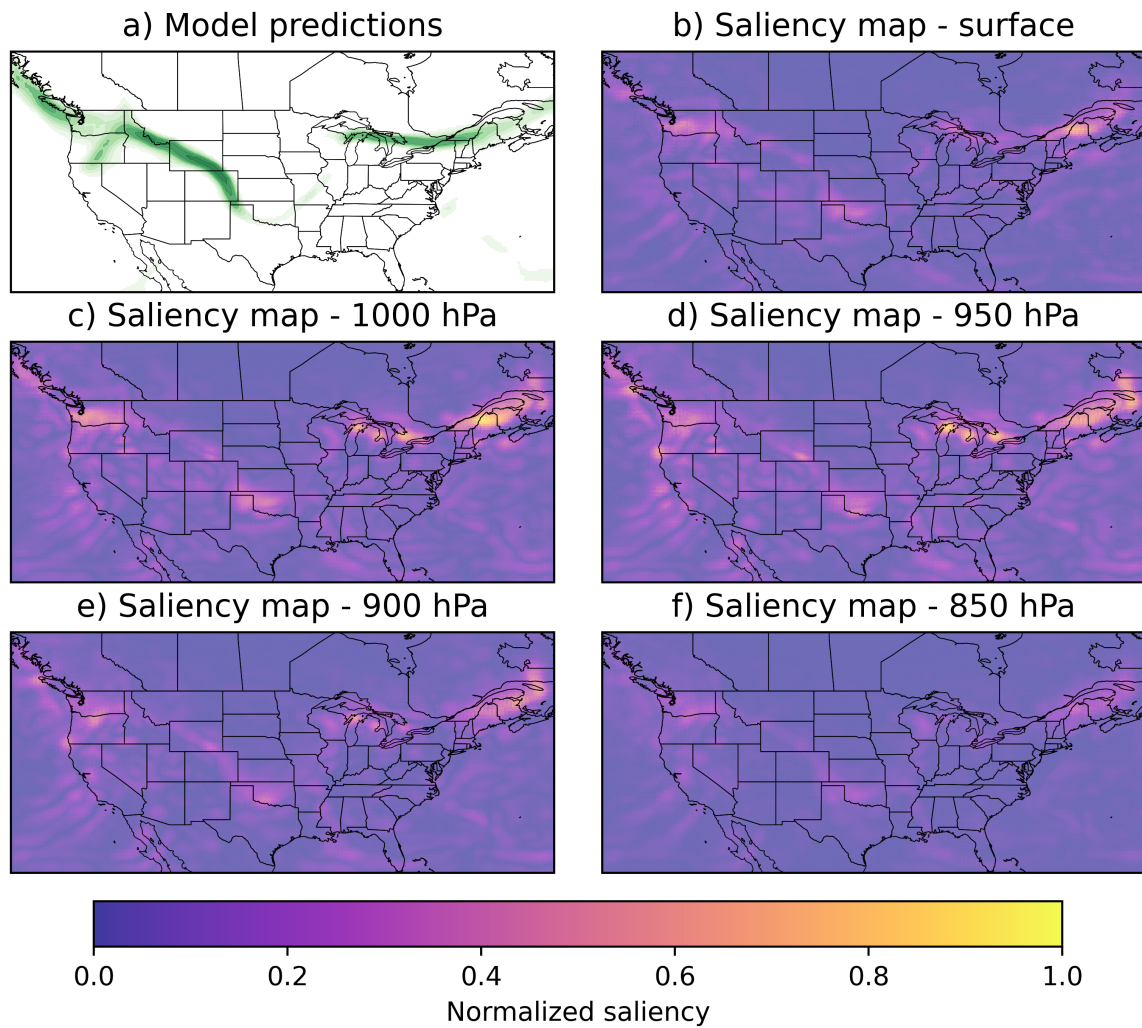 a) Model predictions
b) Saliency map - surface
c) Saliency map - 1000 hPa
d) Saliency map - 950 hPa
e) Saliency map - 900 hPa
f) Saliency map - 850 hPa
0.0 0.2 0.4 0.6 0.8 1.0
Normalized saliency